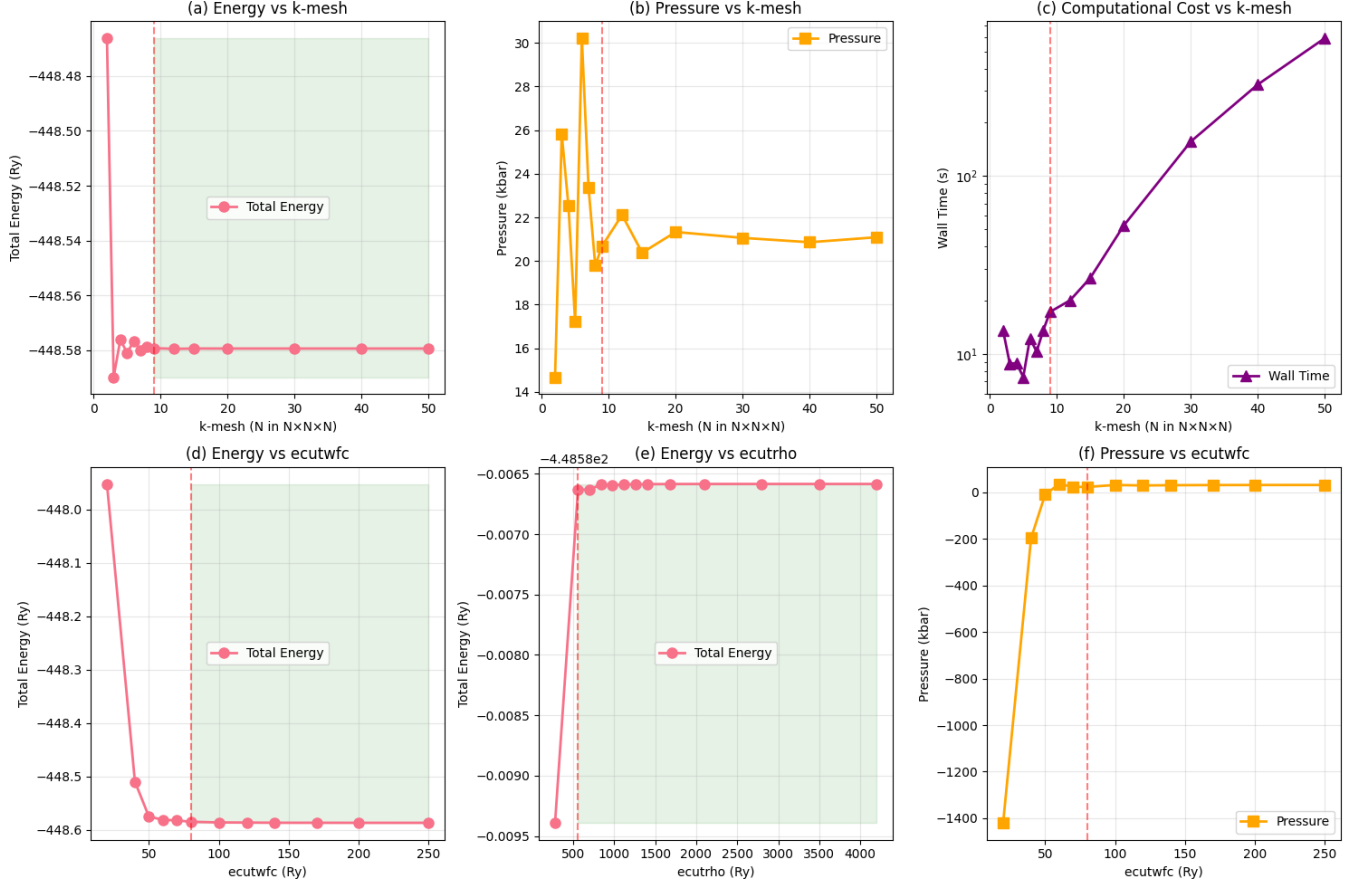 (a) Energy vs k-mesh
Total Energy (Ry)
−448.48
−448.50
−448.52
−448.54
−448.56
−448.58
Total Energy
0 10 20 30 40 50
k-mesh (N in N×N×N)
(b) Pressure vs k-mesh
Pressure (kbar)
30
28
26
24
22
20
18
16
14
Pressure
0 10 20 30 40 50
k-mesh (N in N×N×N)
(c) Computational Cost vs k-mesh
Wall Time (s)
10²
10¹
Wall Time
0 10 20 30 40 50
k-mesh (N in N×N×N)
(d) Energy vs ecutwfc
Total Energy (Ry)
−448.0
−448.1
−448.2
−448.3
−448.4
−448.5
−448.6
Total Energy
50 100 150 200 250
ecutwfc (Ry)
(e) Energy vs ecutrho
−4.4858e2
Total Energy (Ry)
−0.0065
−0.0070
−0.0075
−0.0080
−0.0085
−0.0090
−0.0095
Total Energy
500 1000 1500 2000 2500 3000 3500 4000
ecutrho (Ry)
(f) Pressure vs ecutwfc
Pressure (kbar)
0
−200
−400
−600
−800
−1000
−1200
−1400
Pressure
50 100 150 200 250
ecutwfc (Ry)